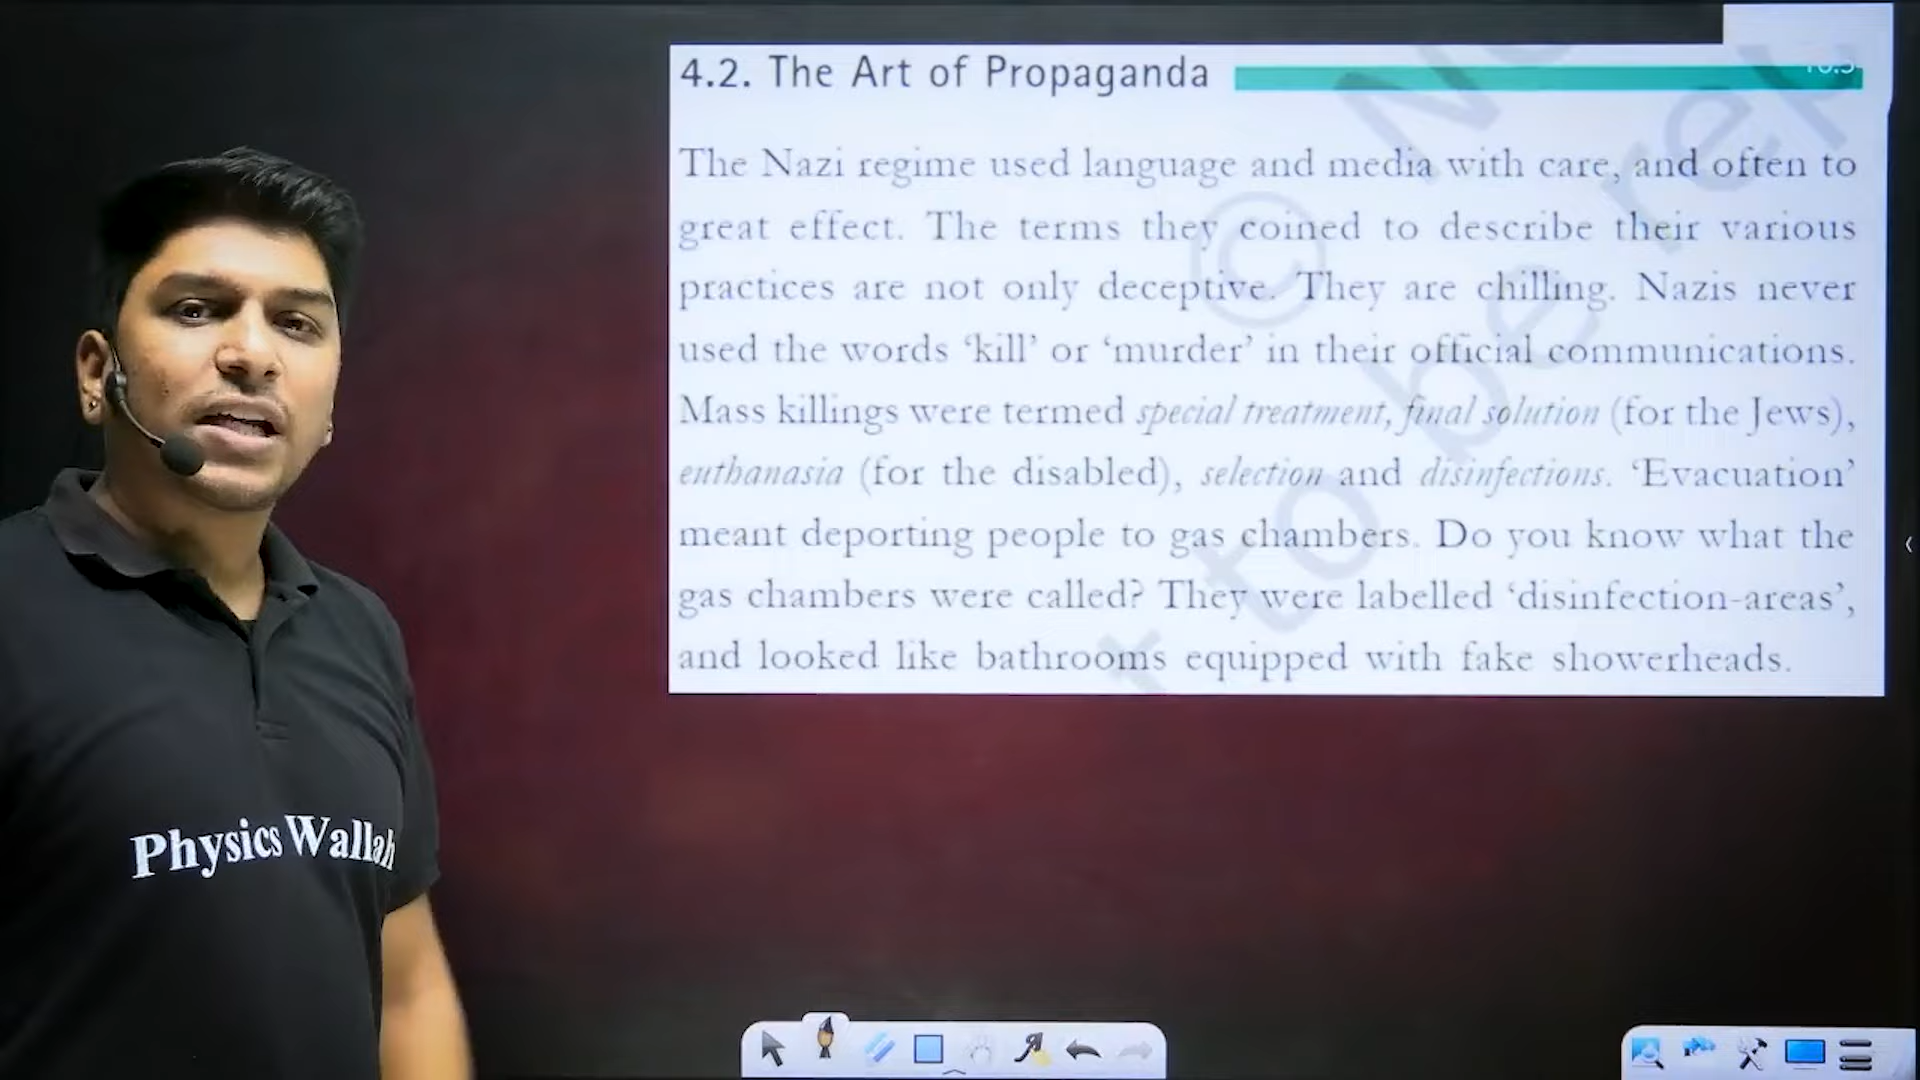 4.2. The Art of Propaganda
The Nazi regime used language and media with care, and often to
great effect. The terms they coined to describe their various
practices are not only deceptive. They are chilling. Nazis never
used the words ‘kill’ or ‘murder’ in their official communications.
Mass killings were termed special treatment, final solution (for the Jews),
euthanasia (for the disabled), selection and disinfections. ‘Evacuation’
meant deporting people to gas chambers. Do you know what the
gas chambers were called? They were labelled ‘disinfection-areas’,
and looked like bathrooms equipped with fake showerheads.
© 
to be
Physics Wallah